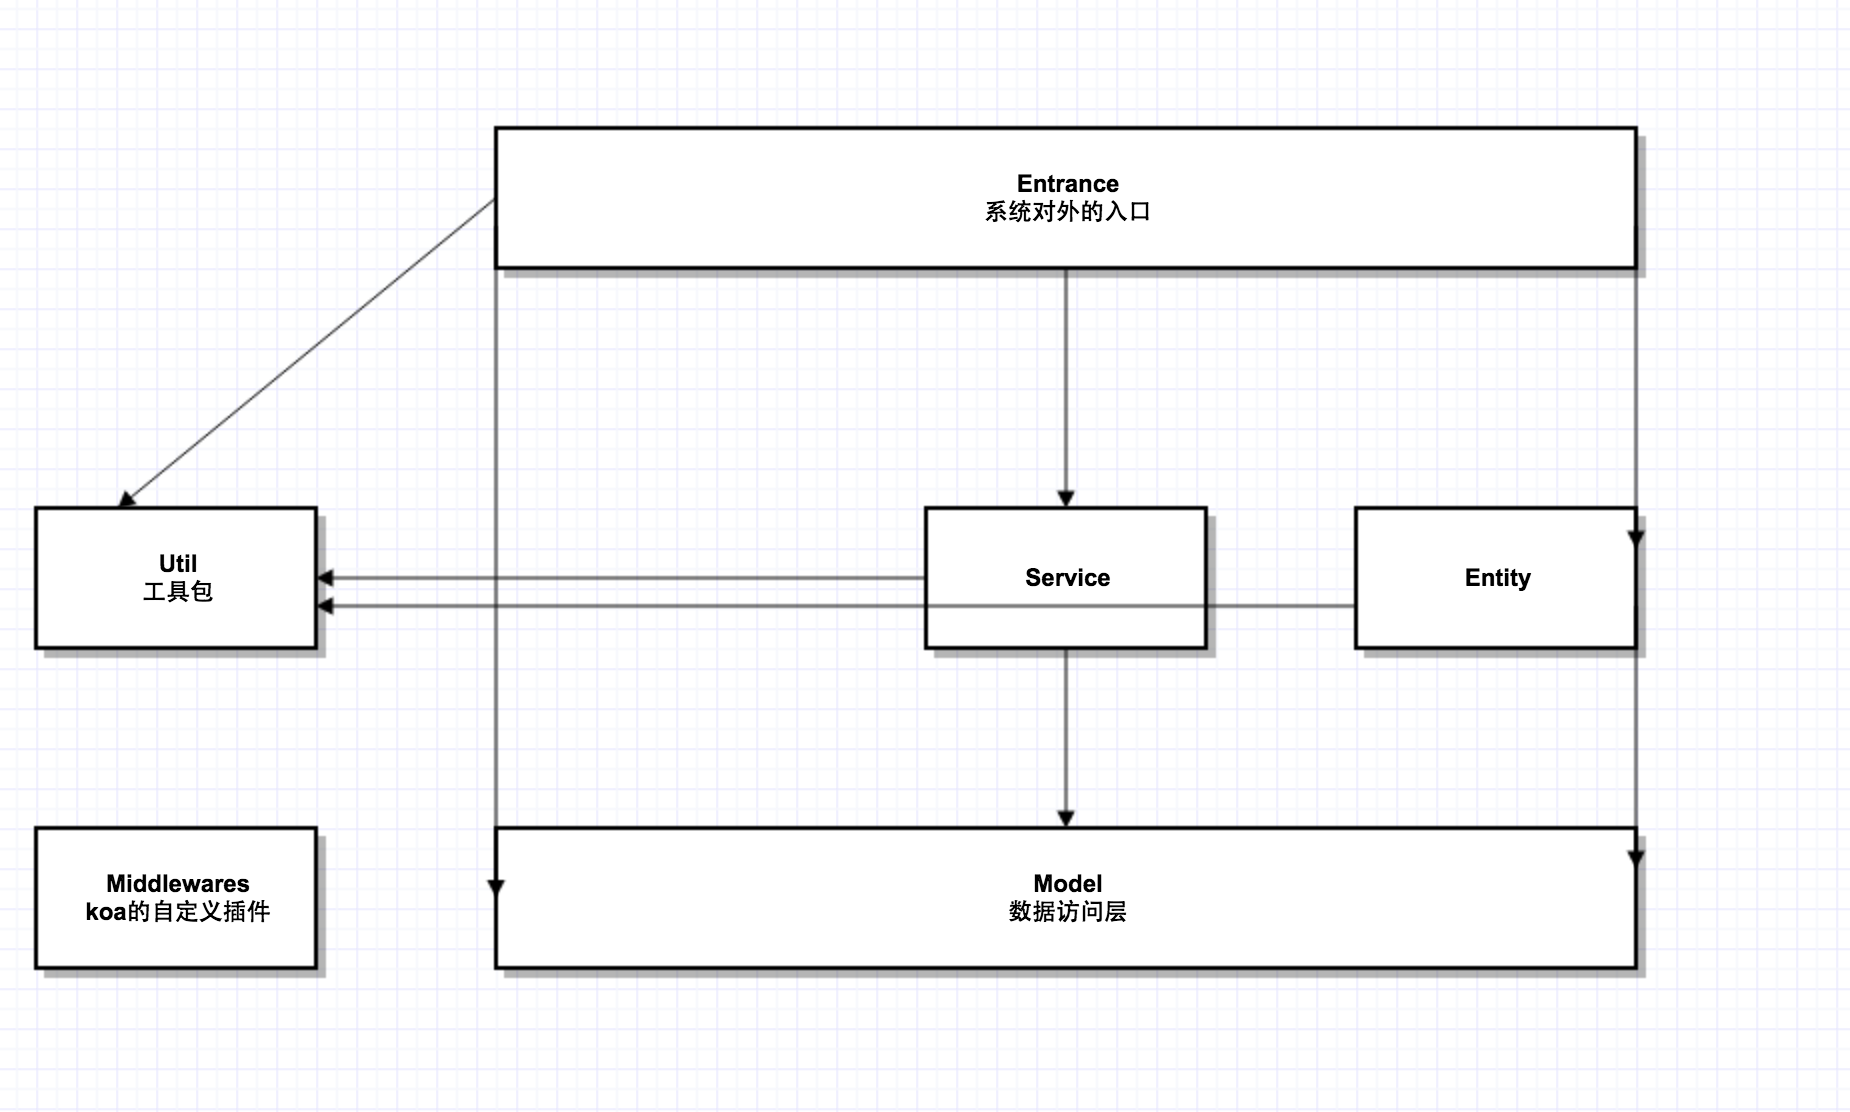 Entrance
系统对外的入口
Util
工具包
Service
Entity
Middlewares
koa的自定义插件
Model
数据访问层